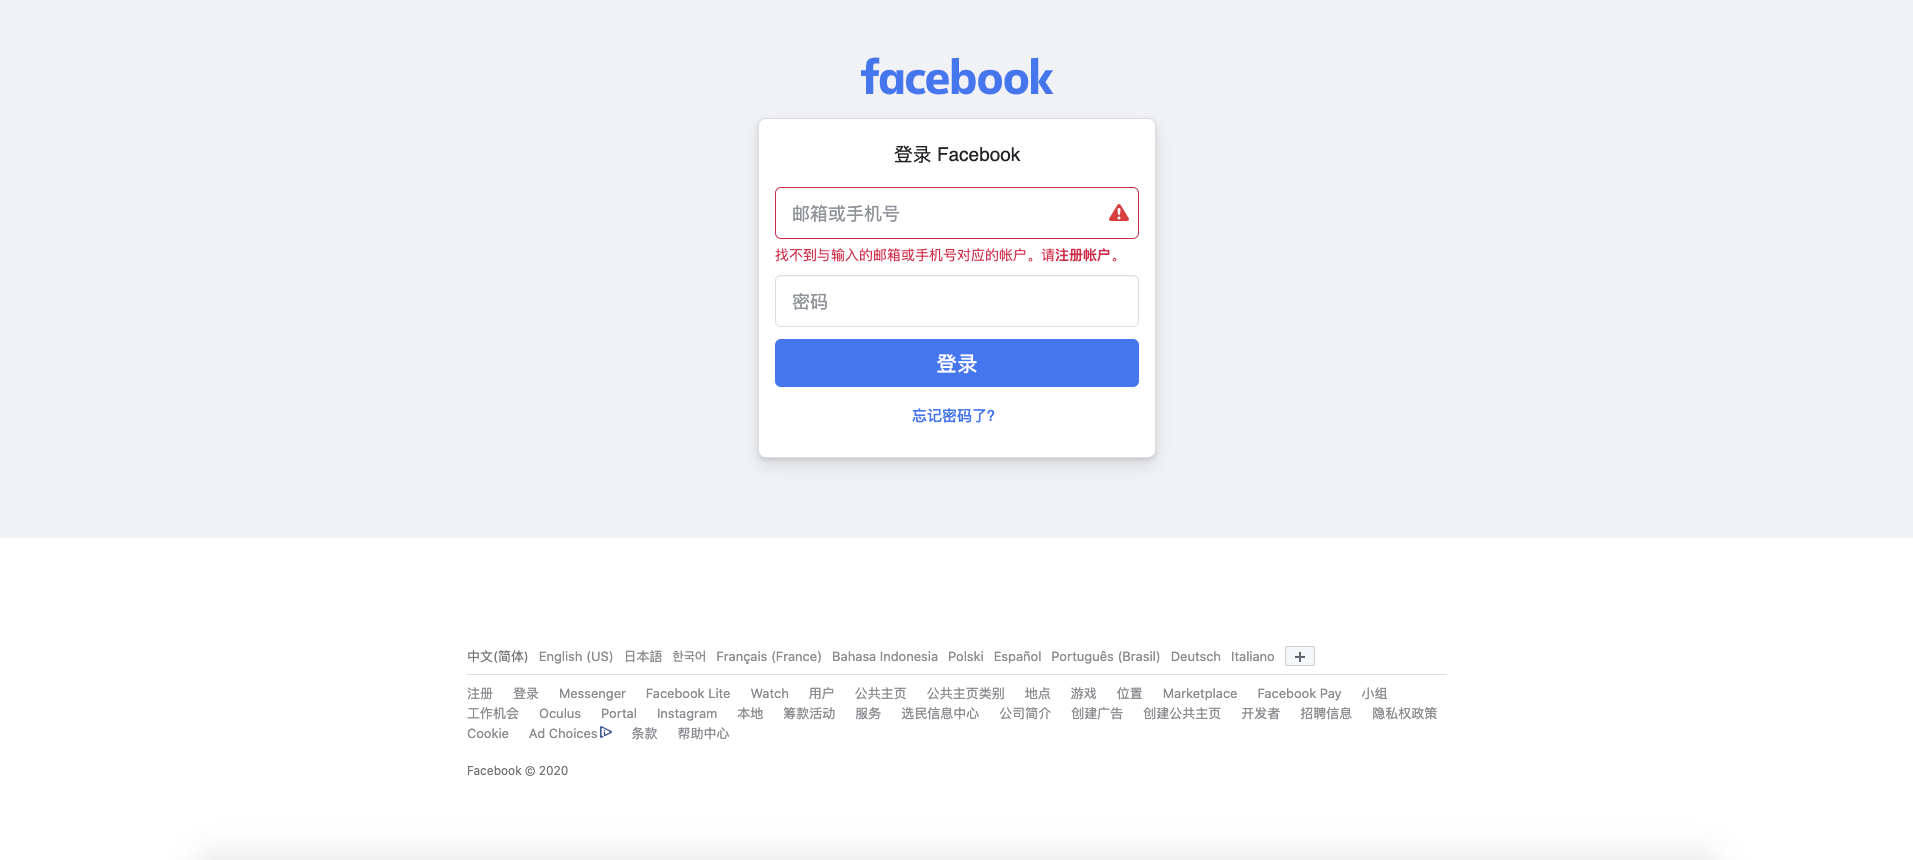 facebook
登录 Facebook
邮箱或手机号
找不到与输入的邮箱或手机号对应的帐户。请注册帐户。
密码
登录
忘记密码了?
中文(简体) English (US) 日本語 한국어 Français (France) Bahasa Indonesia Polski Español Português (Brasil) Deutsch Italiano
注册 登录 Messenger Facebook Lite Watch 用户 公共主页 公共主页类别 地点 游戏 位置 Marketplace Facebook Pay 小组
工作机会 Oculus Portal Instagram 本地 筹款活动 服务 选民信息中心 公司简介 创建广告 创建公共主页 开发者 招聘信息 隐私权政策
Cookie Ad Choices 条款 帮助中心
Facebook © 2020